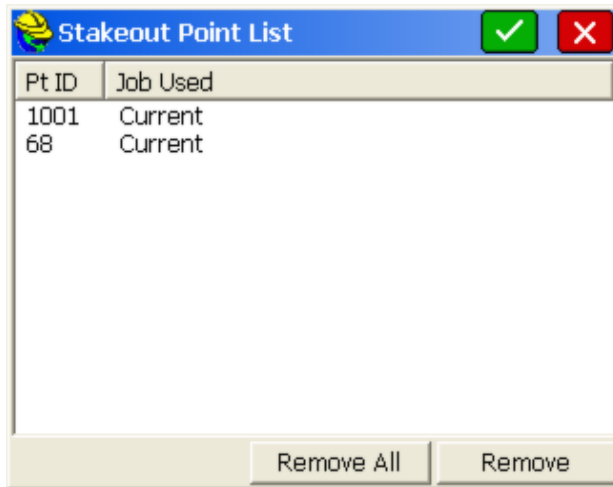 Stakeout Point List
Pt ID Job Used
1001 Current
68 Current
Remove All Remove